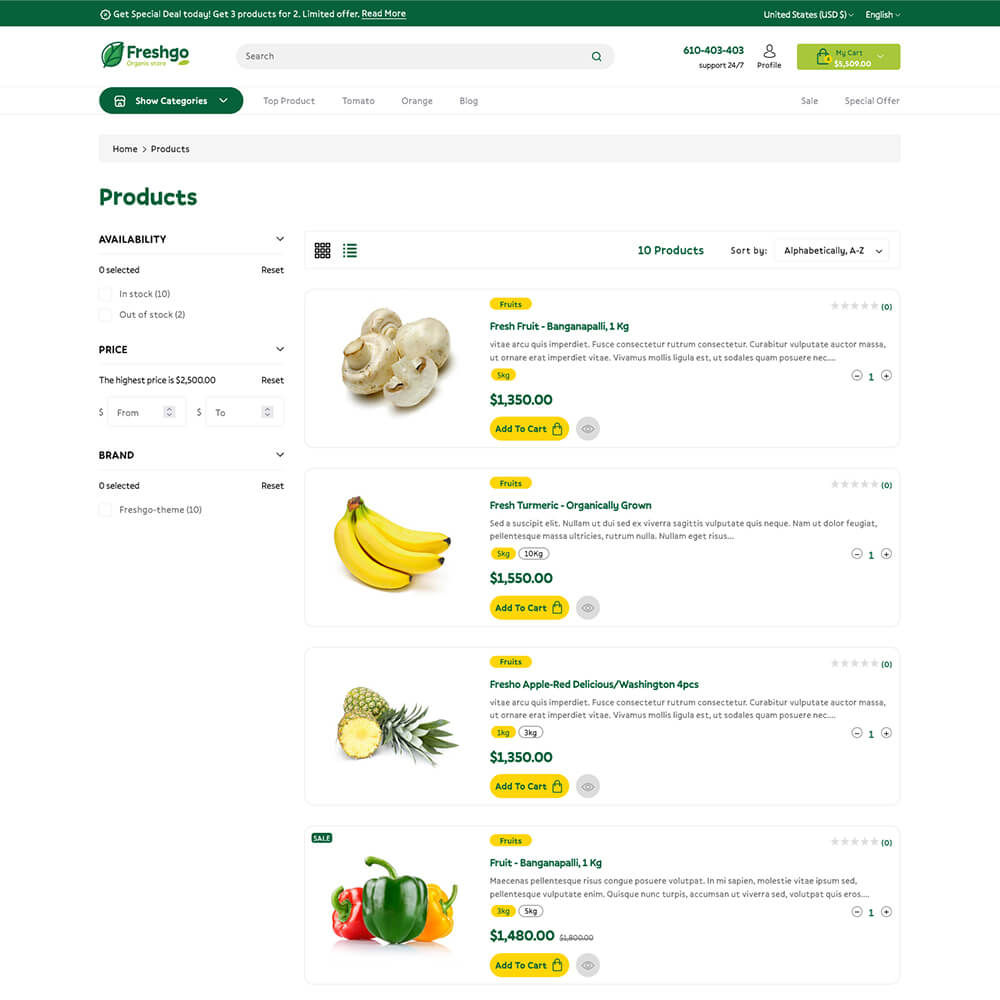 Get Special Deal today! Get 3 products for 2. Limited offer. Read More
United States (USD $)
English
Freshgo
Organic store
Search
610-403-403
support 24/7
Profile
My Cart
$5,509.00
Show Categories
Top Product
Tomato
Orange
Blog
Sale
Special Offer
Home > Products
Products
AVAILABILITY
0 selected
Reset
In stock (10)
Out of stock (2)
PRICE
The highest price is $2,500.00
Reset
$ From
$ To
BRAND
0 selected
Reset
Freshgo-theme (10)
10 Products
Sort by:
Alphabetically, A-Z
Fruits
(0)
Fresh Fruit - Banganapalli, 1 Kg
vitae arcu quis imperdiet. Fusce consectetur rutrum consectetur. Curabitur vulputate auctor massa,
ut ornare erat imperdiet vitae. Vivamus mollis ligula est, ut sodales quam posuere nec....
5kg
1
$1,350.00
Add To Cart
Fruits
(0)
Fresh Turmeric - Organically Grown
Sed a suscipit elit. Nullam ut dui sed ex viverra sagittis vulputate quis neque. Nam ut dolor feugiat,
pellentesque massa ultricies, rutrum nulla. Nullam eget risus...
5kg
10Kg
1
$1,550.00
Add To Cart
Fruits
(0)
Fresho Apple-Red Delicious/Washington 4pcs
vitae arcu quis imperdiet. Fusce consectetur rutrum consectetur. Curabitur vulputate auctor massa,
ut ornare erat imperdiet vitae. Vivamus mollis ligula est, ut sodales quam posuere nec....
1kg
3kg
1
$1,350.00
Add To Cart
SALE
Fruits
(0)
Fruit - Banganapalli, 1 Kg
Maecenas pellentesque risus congue posuere volutpat. In mi sapien, molestie vitae ipsum sed,
pellentesque vulputate enim. Quisque nunc turpis, accumsan ut viverra sed, volutpat quis eros....
3kg
5kg
1
$1,480.00 $1,800.00
Add To Cart